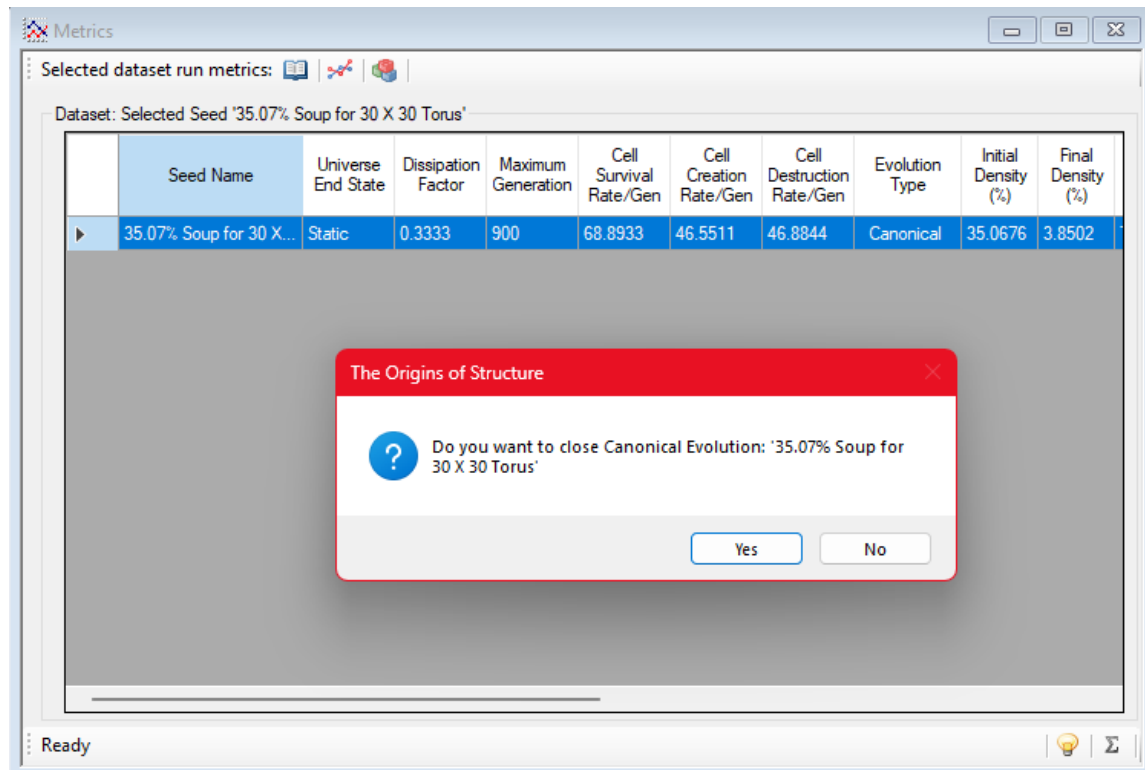 Metrics
Selected dataset run metrics:
Dataset: Selected Seed '35.07% Soup for 30 X 30 Torus'
Seed Name
Universe
End State
Dissipation
Factor
Maximum
Generation
Cell
Survival
Rate/Gen
Cell
Creation
Rate/Gen
Cell
Destruction
Rate/Gen
Evolution
Type
Initial
Density
(%)
Final
Density
(%)
35.07% Soup for 30 X... Static 0.3333 900 68.8933 46.5511 46.8844 Canonical 35.0676 3.8502
The Origins of Structure
Do you want to close Canonical Evolution: '35.07% Soup for
30 X 30 Torus'
Yes No
Ready Σ